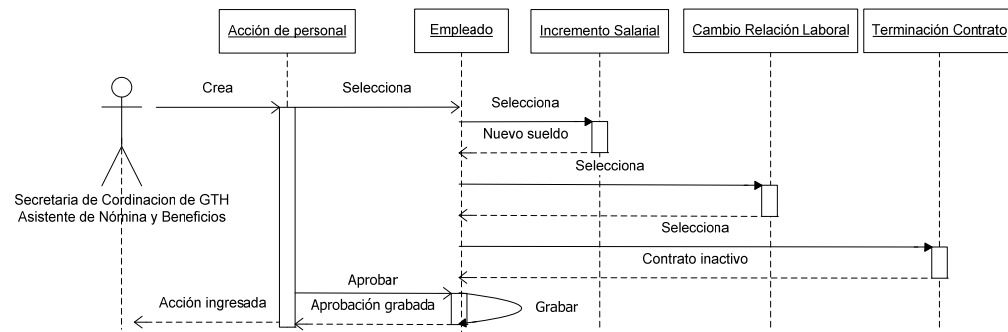 Acción de personal
Empleado
Incremento Salarial
Cambio Relación Laboral
Terminación Contrato
Crea
Selecciona
Selecciona
Nuevo sueldo
Selecciona
Secretaria de Cordinacion de GTH
Asistente de Nómina y Beneficios
Selecciona
Contrato inactivo
Aprobar
Acción ingresada
Aprobación grabada
Grabar